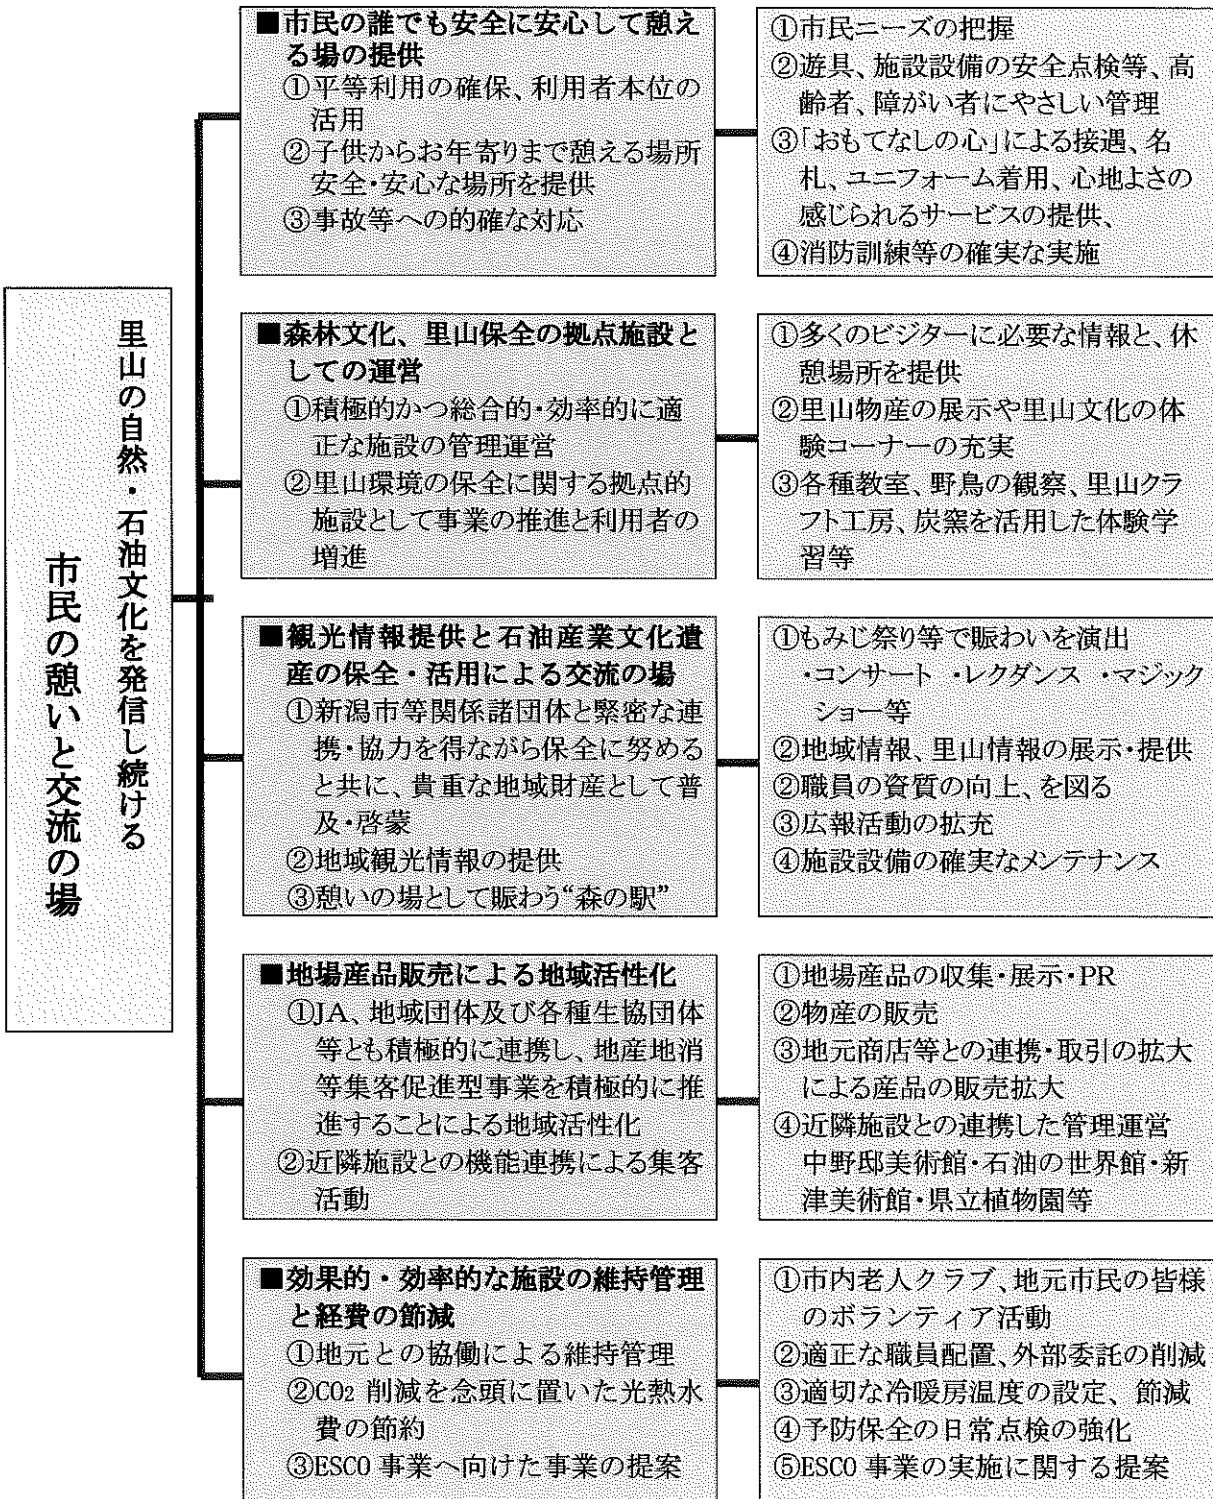 里山の自然・石油文化を発信し続ける
市民の憩いと交流の場
■市民の誰でも安全に安心して憩え
る場の提供
①平等利用の確保、利用者本位の
活用
②子供からお年寄りまで憩える場所
安全・安心な場所を提供
③事故等への的確な対応
①市民ニーズの把握
②遊具、施設設備の安全点検等、高
齢者、障がい者にやさしい管理
③「おもてなしの心」による接遇、名
札、ユニフォーム着用、心地よさの
感じられるサービスの提供、
④消防訓練等の確実な実施
■森林文化、里山保全の拠点施設と
しての運営
①積極的かつ総合的・効率的に適
正な施設の管理運営
②里山環境の保全に関する拠点的
施設として事業の推進と利用者の
増進
①多くのビジターに必要な情報と、休
憩場所を提供
②里山物産の展示や里山文化の体
験コーナーの充実
③各種教室、野鳥の観察、里山クラ
フト工房、炭窯を活用した体験学
習等
■観光情報提供と石油産業文化遺
産の保全・活用による交流の場
①新潟市等関係諸団体と緊密な連
携・協力を得ながら保全に努める
と共に、貴重な地域財産として普
及・啓蒙
②地域観光情報の提供
③憩いの場として賑わう“森の駅”
①もみじ祭り等で賑わいを演出
・コンサート ・レクダンス ・マジック
ショー等
②地域情報、里山情報の展示・提供
②職員の資質の向上、を図る
③広報活動の拡充
④施設設備の確実なメンテナンス
■地場産品販売による地域活性化
①JA、地域団体及び各種生協団体
等とも積極的に連携し、地産地消
等集客促進型事業を積極的に推
進することによる地域活性化
②近隣施設との機能連携による集客
活動
①地場産品の収集・展示・PR
②物産の販売
③地元商店等との連携・取引の拡大
による産品の販売拡大
④近隣施設との連携した管理運営
中野邸美術館・石油の世界館・新
津美術館・県立植物園等
■効果的・効率的な施設の維持管理
と経費の節減
①地元との協働による維持管理
②CO2 削減を念頭に置いた光熱水
費の節約
③ESCO 事業へ向けた事業の提案
①市内老人クラブ、地元市民の皆様
のボランティア活動
②適正な職員配置、外部委託の削減
③適切な冷暖房温度の設定、節減
④予防保全の日常点検の強化
⑤ESCO 事業の実施に関する提案